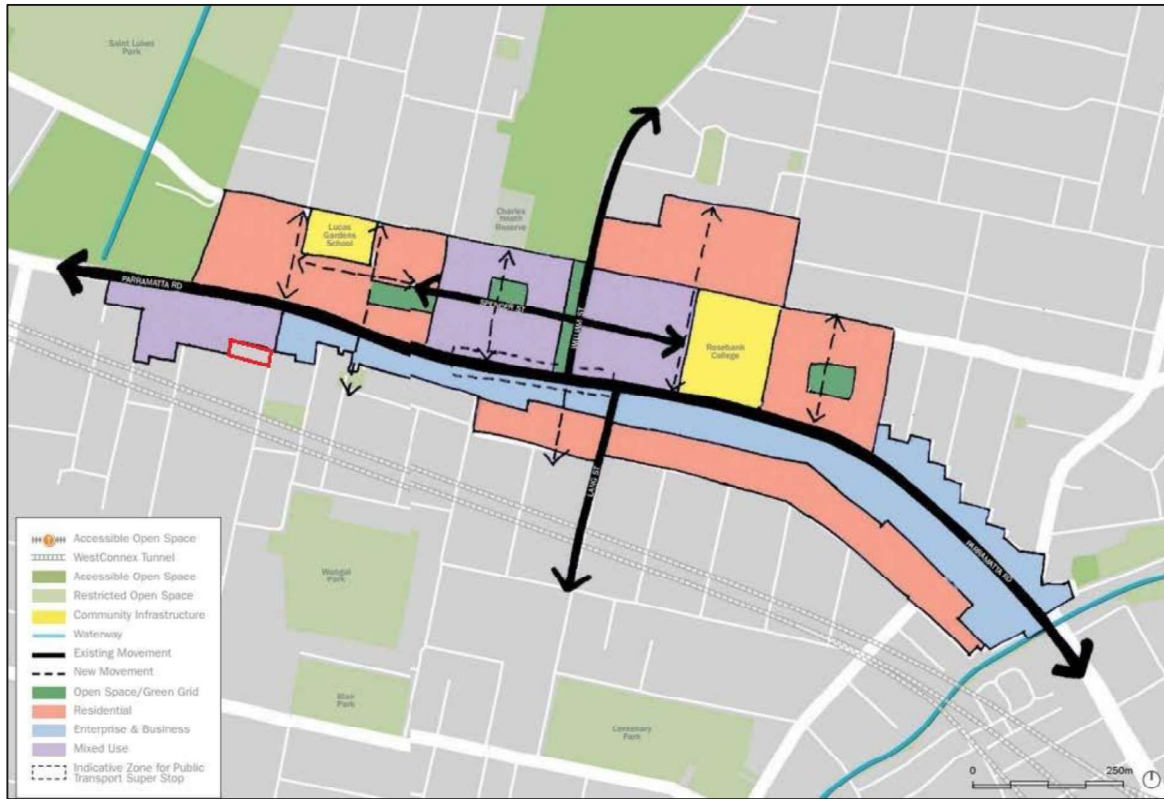 Saint Lukes
Park
Lucas
Gardens
School
Charles
Heath
Reserve
PARRAMATTA RD
SPENCER ST
WALKER ST
Rosebank
College
LANG ST
PARRAMATTA RD
Wangal
Park
Blair
Park
Centenary
Park
Accessible Open Space
WestConnex Tunnel
Accessible Open Space
Restricted Open Space
Community Infrastructure
Waterway
Existing Movement
New Movement
Open Space/Green Grid
Residential
Enterprise & Business
Mixed Use
Indicative Zone for Public
Transport Super Stop
0
250m